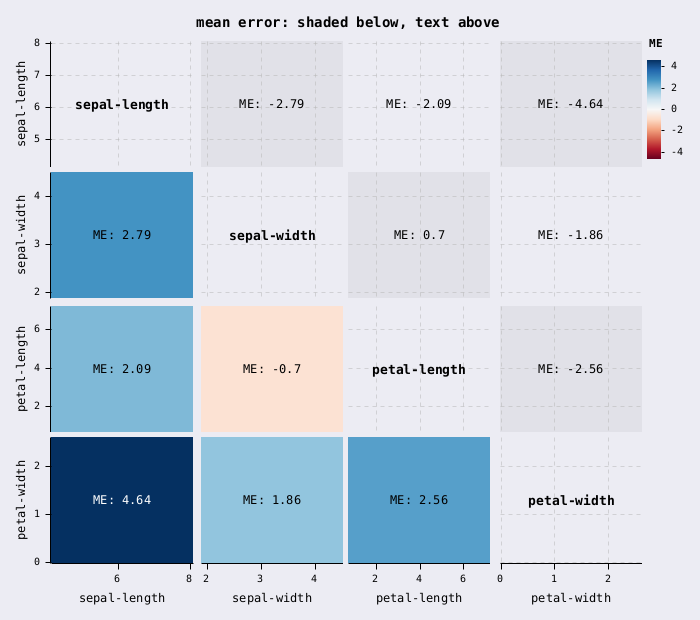 mean error: shaded below, text above
ME
4
2
0
-2
-4
sepal-length
8
7
6
5
sepal-length
ME: -2.79
ME: -2.09
ME: -4.64
sepal-width
4
3
2
ME: 2.79
sepal-width
ME: 0.7
ME: -1.86
petal-length
6
4
2
ME: 2.09
ME: -0.7
petal-length
ME: -2.56
petal-width
2
1
0
ME: 4.64
ME: 1.86
ME: 2.56
petal-width
6 8
2 3 4
2 4 6
0 1 2
sepal-length
sepal-width
petal-length
petal-width